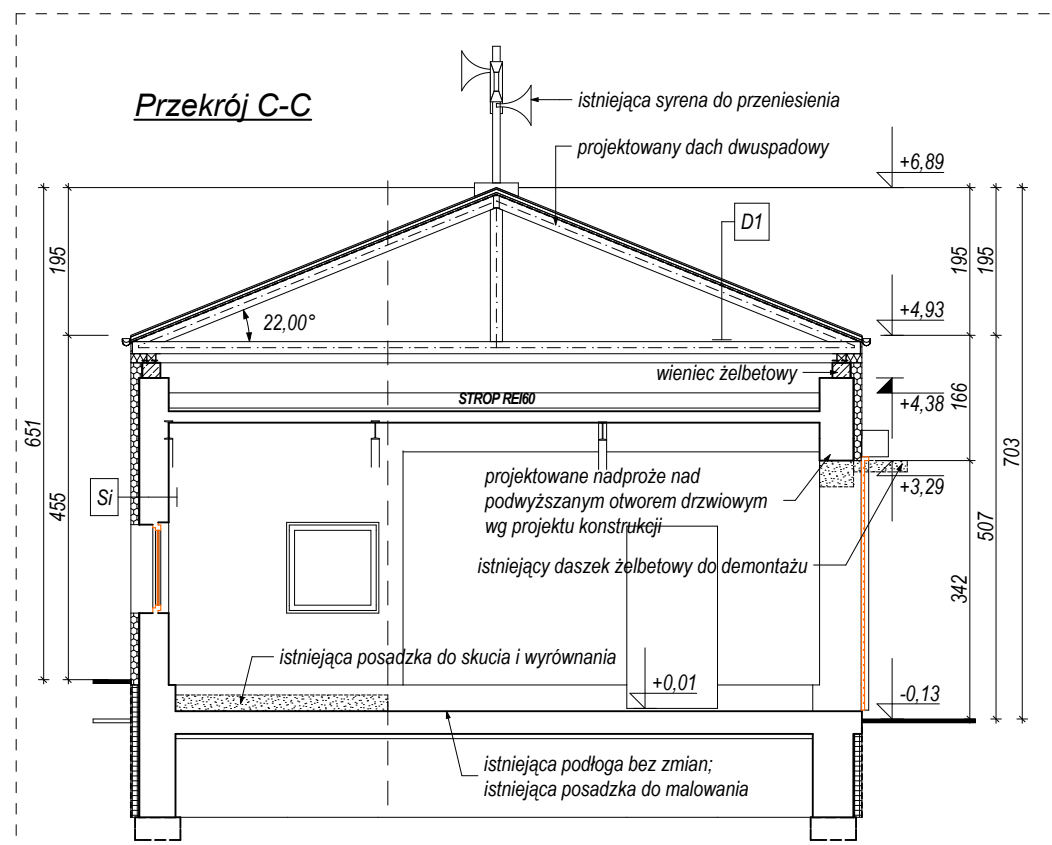 Przekrój C-C
istniejąca syrena do przeniesienia
projektowany dach dwuspadowy
+6,89
D1
195
195
195
22,00°
+4,93
wieniec żelbetowy
STROP REI60
+4,38
166
651
703
projektowane nadproże nad
podwyższanym otworem drzwiowym
wg projektu konstrukcji
+3,29
Si
455
507
istniejący daszek żelbetowy do demontażu
342
istniejąca posadzka do skucia i wyrównania
+0,01
-0,13
istniejąca podłoga bez zmian;
istniejąca posadzka do malowania